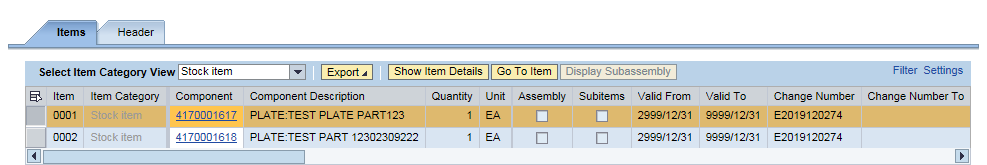 Items Header
Select Item Category View Stock item Export Show Item Details Go To Item Display Subassembly Filter Settings
Item Item Category Component Component Description Quantity Unit Assembly Subitems Valid From Valid To Change Number Change Number To
0001 Stock item 4170001617 PLATE:TEST PLATE PART123 1 EA 2999/12/31 9999/12/31 E2019120274
0002 Stock item 4170001618 PLATE:TEST PART 12302309222 1 EA 2999/12/31 9999/12/31 E2019120274